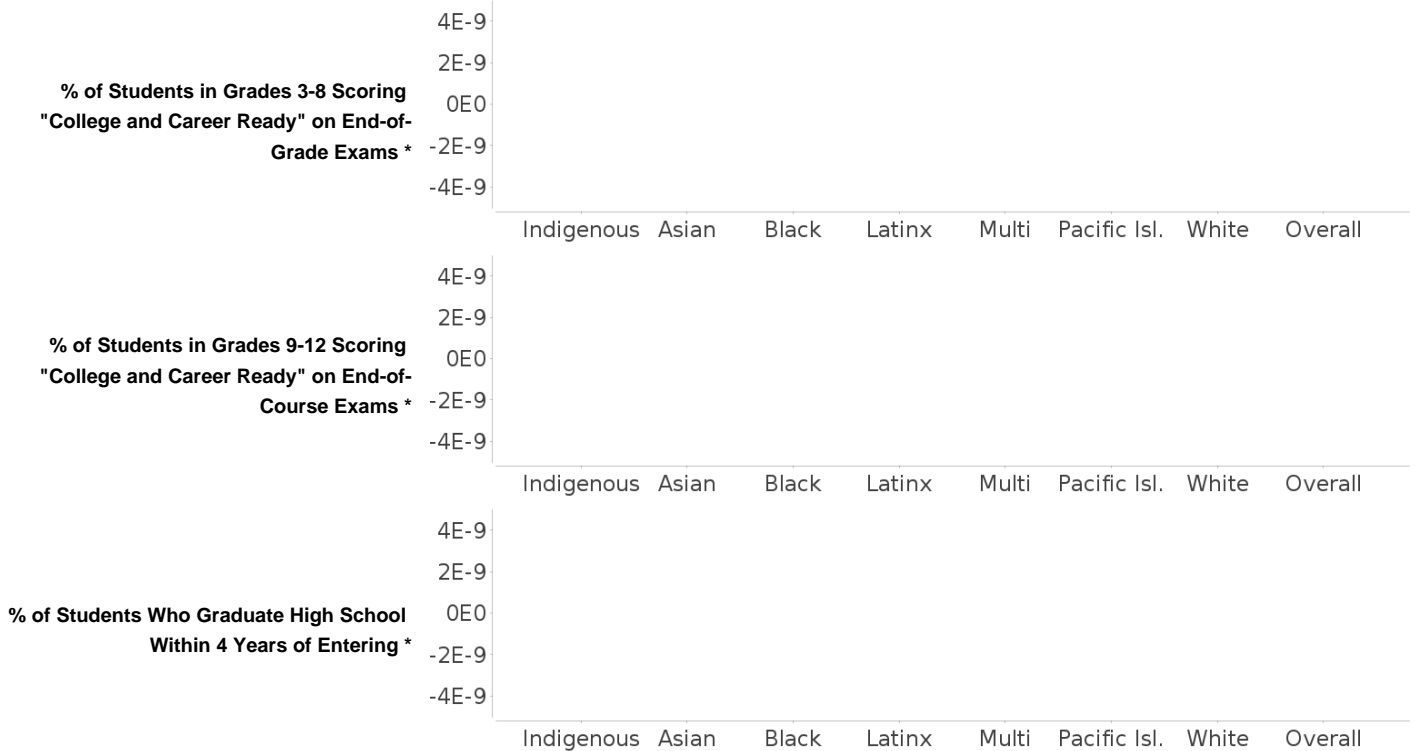 4E-9
2E-9
% of Students in Grades 3-8 Scoring
0E0
"College and Career Ready" on End-of-
-2E-9
Grade Exams *
-4E-9
Indigenous Asian Black Latinx Multi Pacific Isl. White Overall
4E-9
2E-9
% of Students in Grades 9-12 Scoring
0E0
"College and Career Ready" on End-of-
-2E-9
Course Exams *
-4E-9
Indigenous Asian Black Latinx Multi Pacific Isl. White Overall
4E-9
2E-9
% of Students Who Graduate High School
0E0
Within 4 Years of Entering *
-2E-9
-4E-9
Indigenous Asian Black Latinx Multi Pacific Isl. White Overall